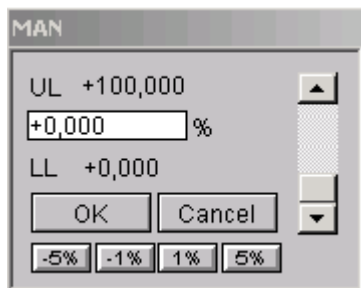 MAN
UL +100,000
+0,000 %
LL +0,000
OK Cancel
-5% -1% 1% 5%